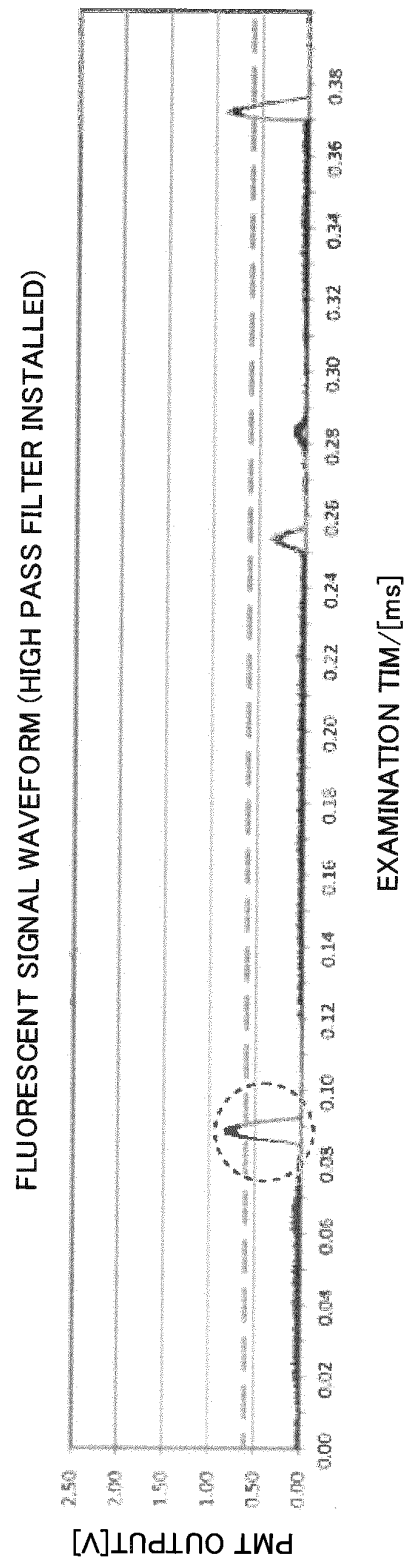 FLUORESCENT SIGNAL WAVEFORM (HIGH PASS FILTER INSTALLED)
PMT OUTPUT[V]
2.50
2.00
1.50
1.00
0.50
0.00
0.00 0.02 0.04 0.06 0.08 0.10 0.12 0.14 0.16 0.18 0.20 0.22 0.24 0.26 0.28 0.30 0.32 0.34 0.36 0.38
EXAMINATION TIM/[ms]